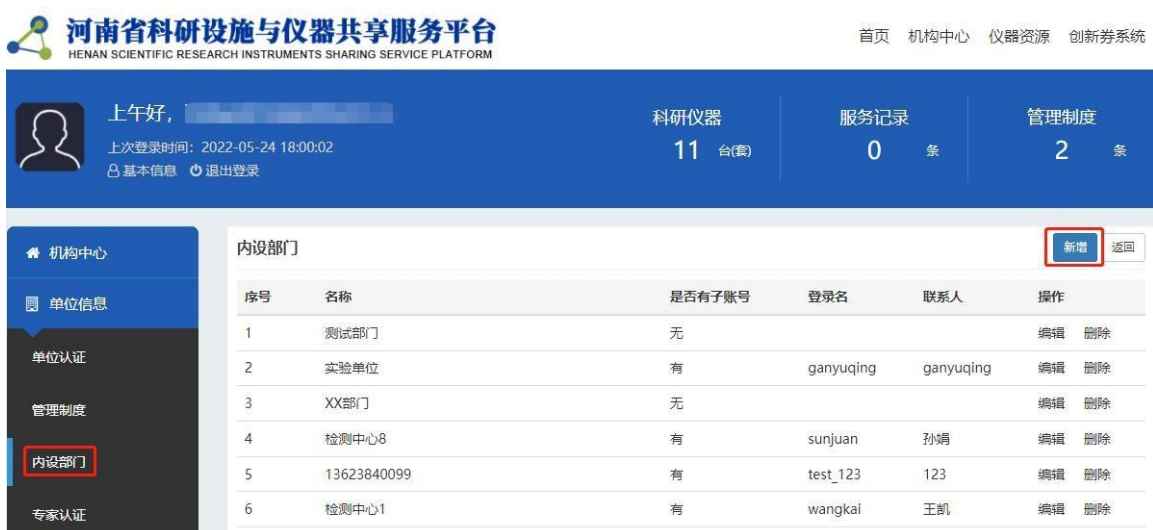 河南省科研设施与仪器共享服务平台
HENAN SCIENTIFIC RESEARCH INSTRUMENTS SHARING SERVICE PLATFORM
首页 机构中心 仪器资源 创新券系统
上午好，
上次登录时间：2022-05-24 18:00:02
基本信息 退出登录
科研仪器 服务记录 管理制度
11 台(套) 0 条 2 条
机构中心
单位信息
单位认证
管理制度
内设部门
专家认证
内设部门 新增 返回
序号 名称 是否有子账号 登录名 联系人 操作
1 测试部门 无 编辑 删除
2 实验单位 有 ganyuqing ganyuqing 编辑 删除
3 XX部门 无 编辑 删除
4 检测中心8 有 sunjuan 孙娟 编辑 删除
5 13623840099 有 test_123 123 编辑 删除
6 检测中心1 有 wangkai 王凯 编辑 删除